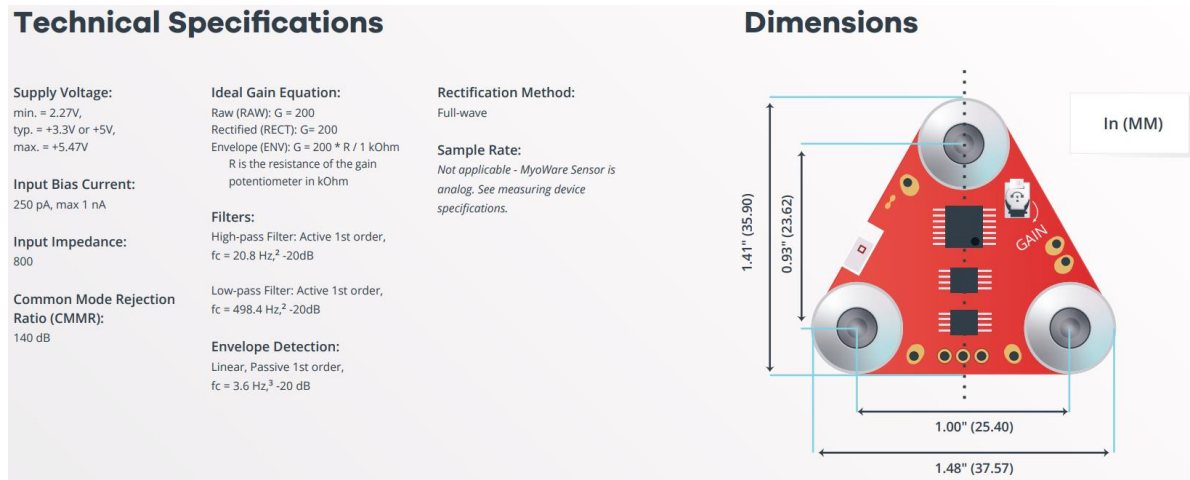 Technical Specifications
Supply Voltage:
min. = 2.27V,
typ. = +3.3V or +5V,
max. = +5.47V
Input Bias Current:
250 pA, max 1 nA
Input Impedance:
800
Common Mode Rejection
Ratio (CMMR):
140 dB
Ideal Gain Equation:
Raw (RAW): G = 200
Rectified (RECT): G= 200
Envelope (ENV): G = 200 * R / 1 kOhm
R is the resistance of the gain
potentiometer in kOhm
Filters:
High-pass Filter: Active 1st order,
fc = 20.8 Hz,² -20dB
Low-pass Filter: Active 1st order,
fc = 498.4 Hz,² -20dB
Envelope Detection:
Linear, Passive 1st order,
fc = 3.6 Hz,³ -20 dB
Rectification Method:
Full-wave
Sample Rate:
Not applicable - MyoWare Sensor is
analog. See measuring device
specifications.
Dimensions
In (MM)
1.41" (35.90)
0.93" (23.62)
GAIN
1.00" (25.40)
1.48" (37.57)